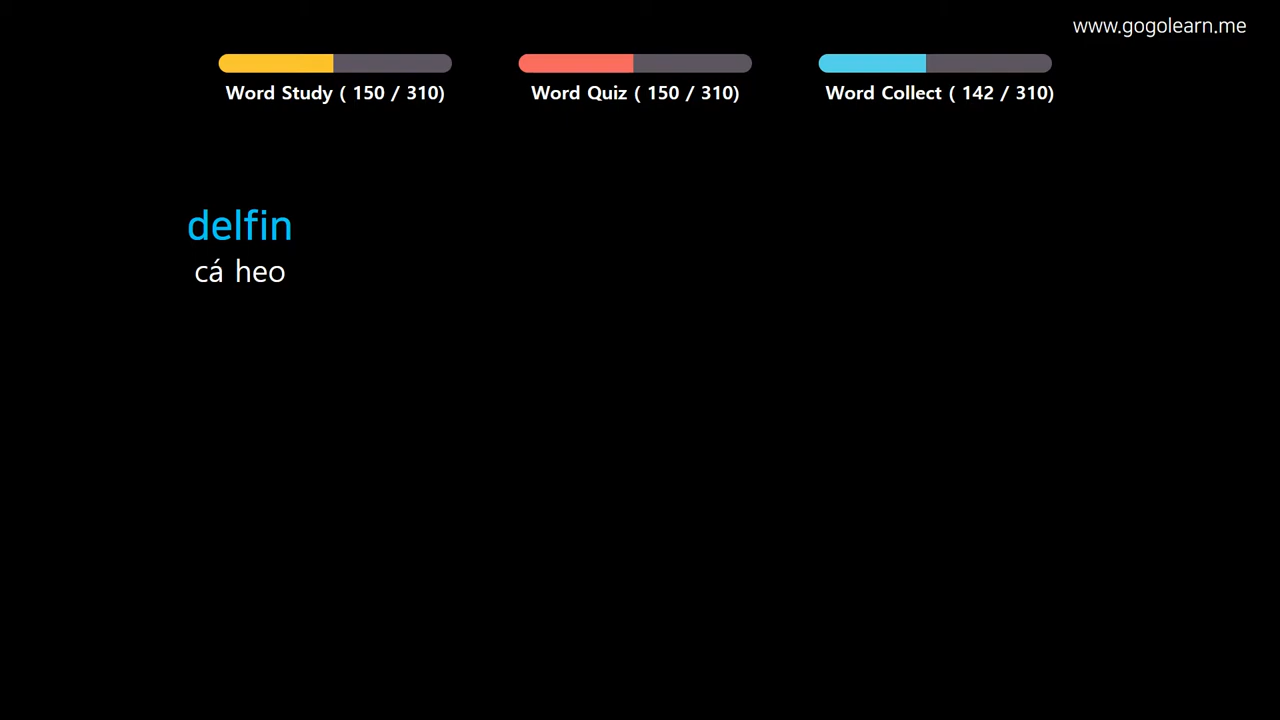 www.gogolearn.me
Word Study ( 150 / 310)
Word Quiz ( 150 / 310)
Word Collect ( 142 / 310)
delfin
cá heo